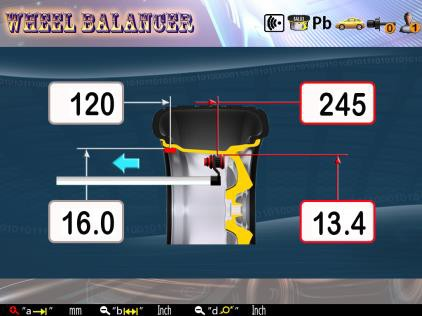 WHEEL BALANCER
Pb 0 1
120 245
16.0 13.4
"a" mm "b" Inch "d" Inch